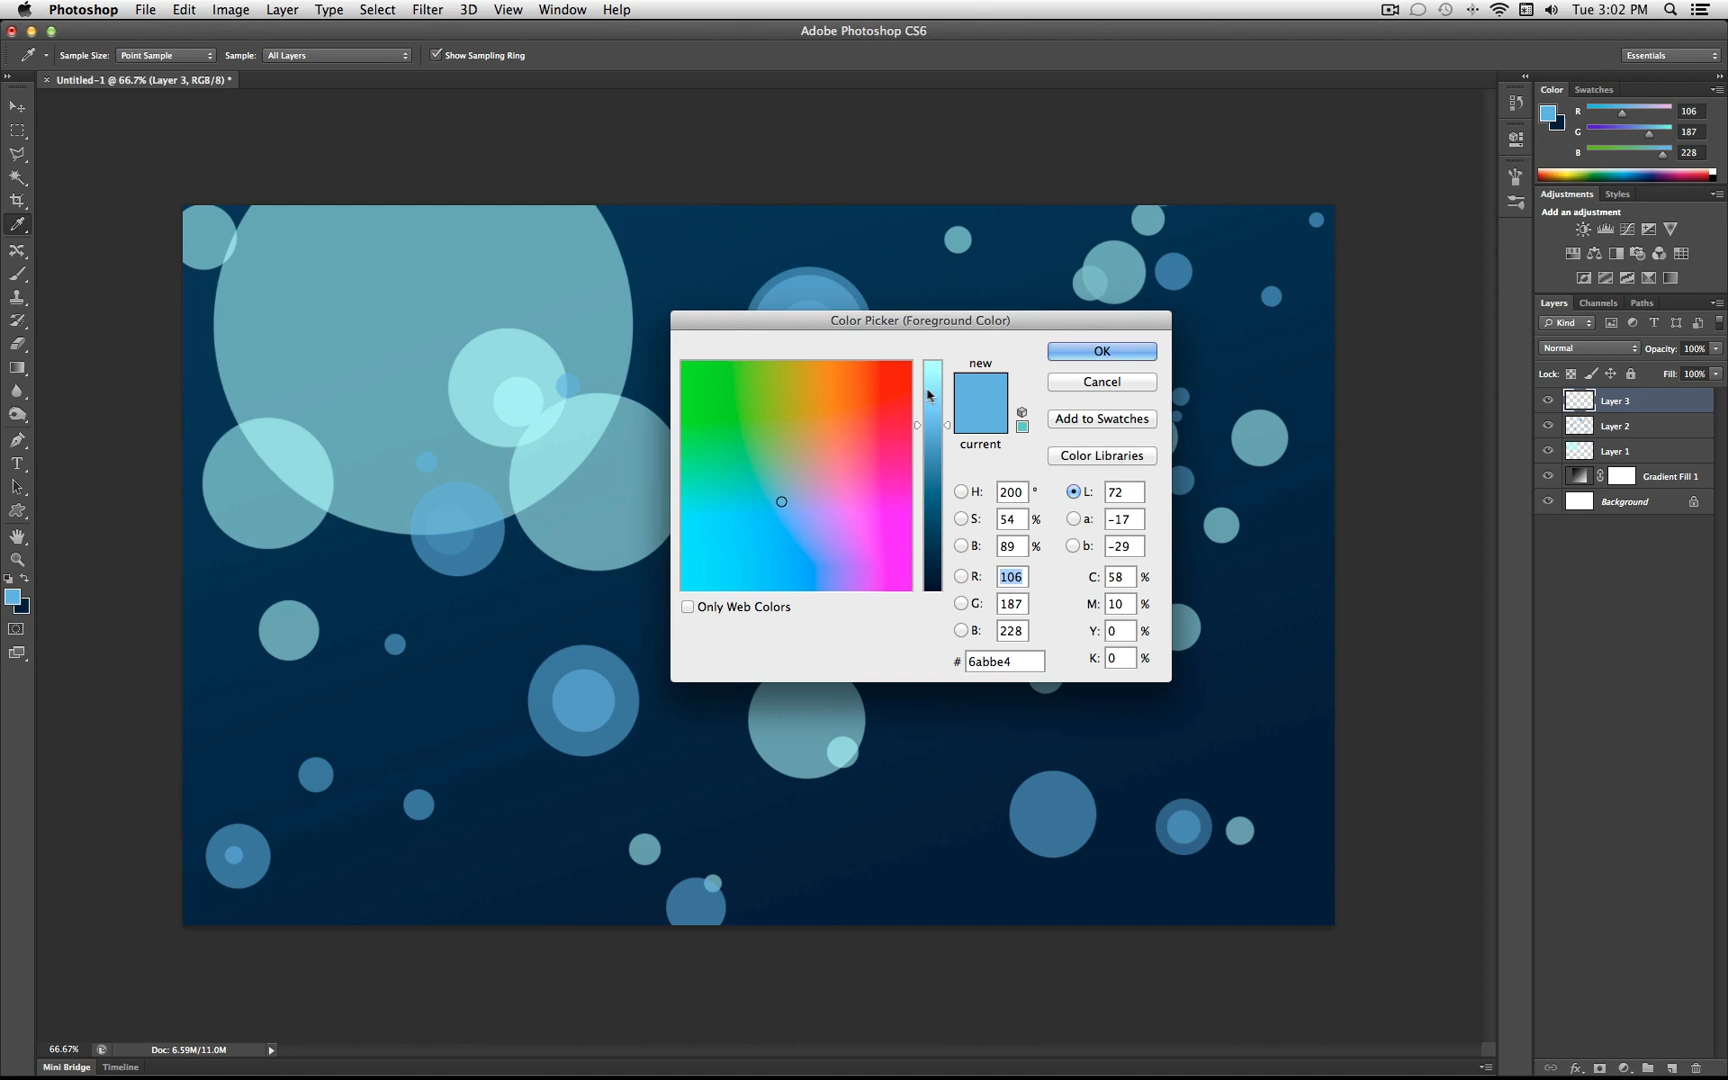 Photoshop File Edit Image Layer Type Select Filter 3D View Window Help Tue 3:02 PM
Adobe Photoshop CS6
Sample Size: Point Sample Sample: All Layers Show Sampling Ring Essentials
Untitled-1 @ 66.7% (Layer 3, RGB/8) *
Color Swatches
R 106
G 187
B 228
Adjustments Styles
Add an adjustment
Layers Channels Paths
Kind
Normal Opacity: 100%
Lock: Fill: 100%
Layer 3
Layer 2
Layer 1
Gradient Fill 1
Background
Color Picker (Foreground Color)
new
current
OK
Cancel
Add to Swatches
Color Libraries
H: 200 ° L: 72
S: 54 % a: -17
B: 89 % b: -29
R: 106 C: 58 %
G: 187 M: 10 %
B: 228 Y: 0 %
# 6abbe4 K: 0 %
Only Web Colors
66.67% Doc: 6.59M/11.0M
Mini Bridge Timeline